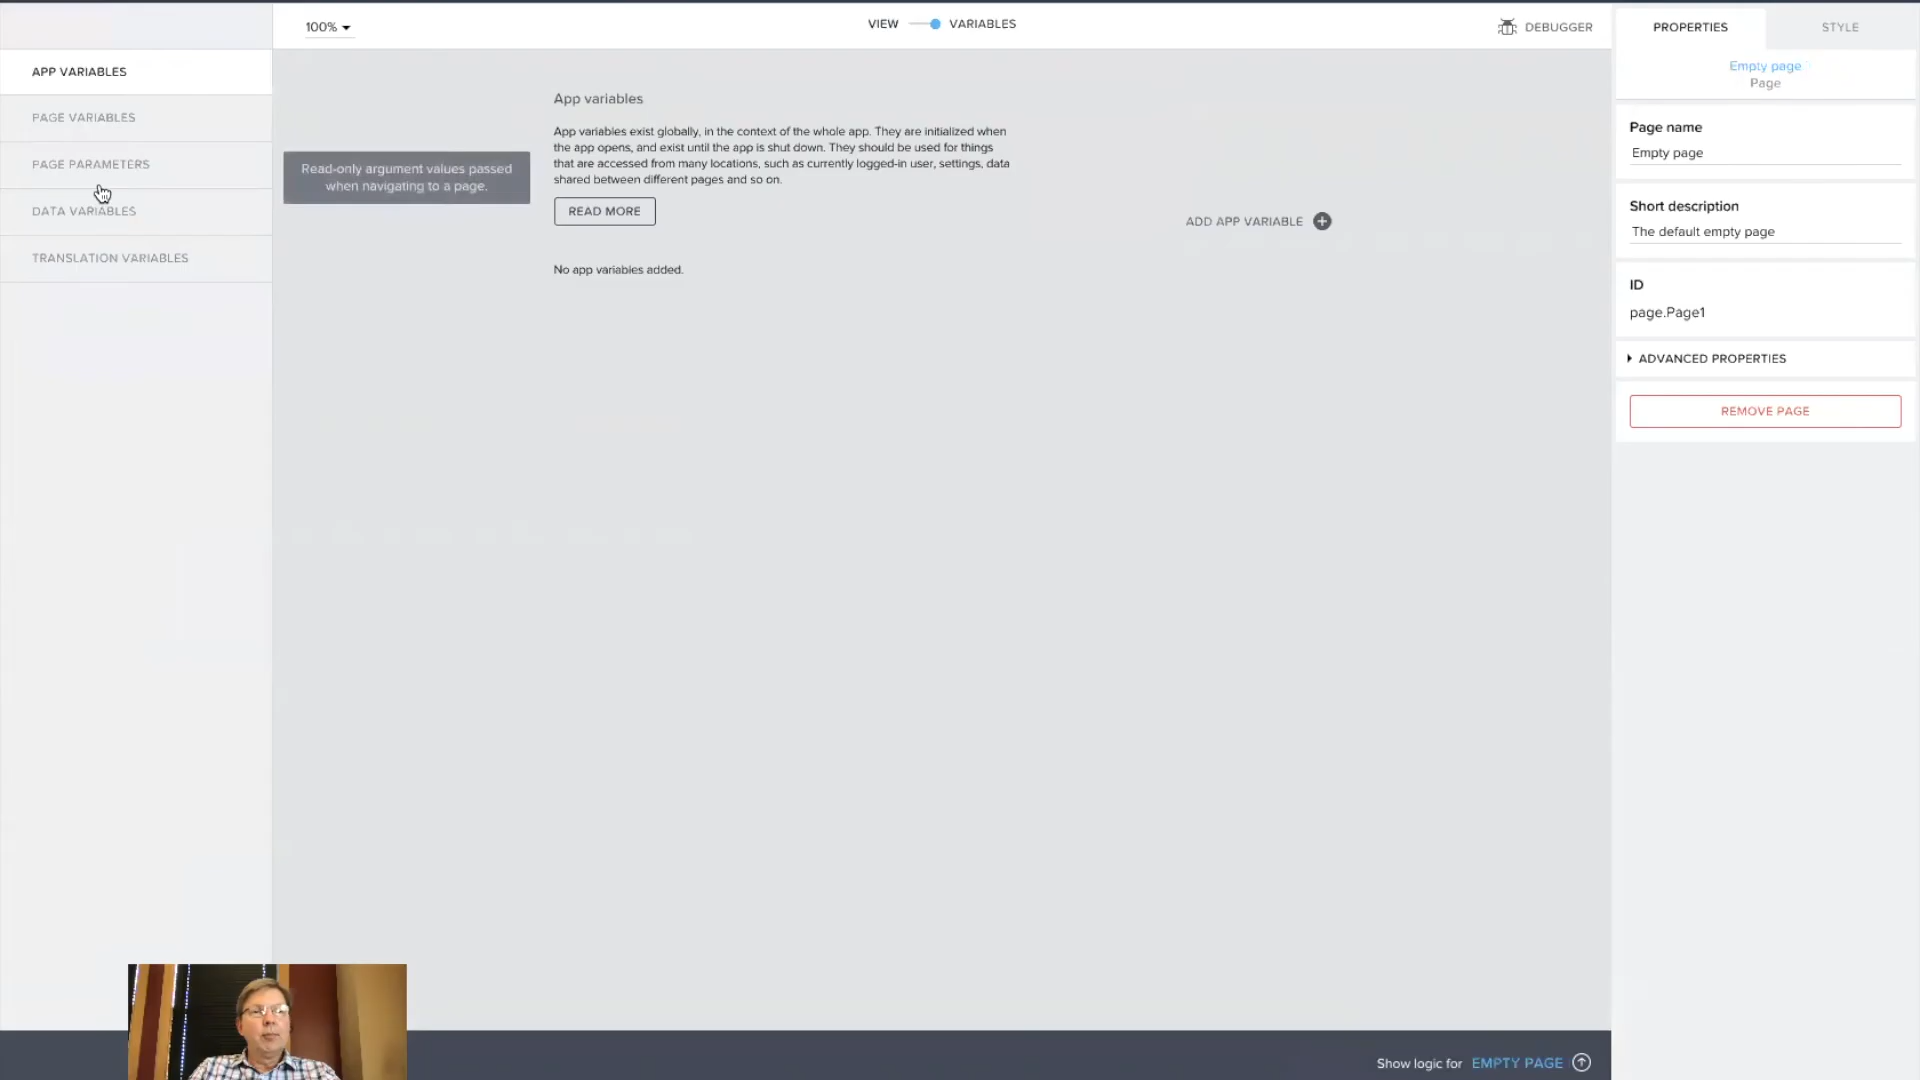 100%
VIEW
VARIABLES
DEBUGGER
PROPERTIES
STYLE
APP VARIABLES
PAGE VARIABLES
PAGE PARAMETERS
DATA VARIABLES
TRANSLATION VARIABLES
Read-only argument values passed
when navigating to a page.
App variables
App variables exist globally, in the context of the whole app. They are initialized when
the app opens, and exist until the app is shut down. They should be used for things
that are accessed from many locations, such as currently logged-in user, settings, data
shared between different pages and so on.
READ MORE
ADD APP VARIABLE
No app variables added.
Empty page
Page
Page name
Empty page
Short description
The default empty page
ID
page.Page1
ADVANCED PROPERTIES
REMOVE PAGE
Show logic for EMPTY PAGE